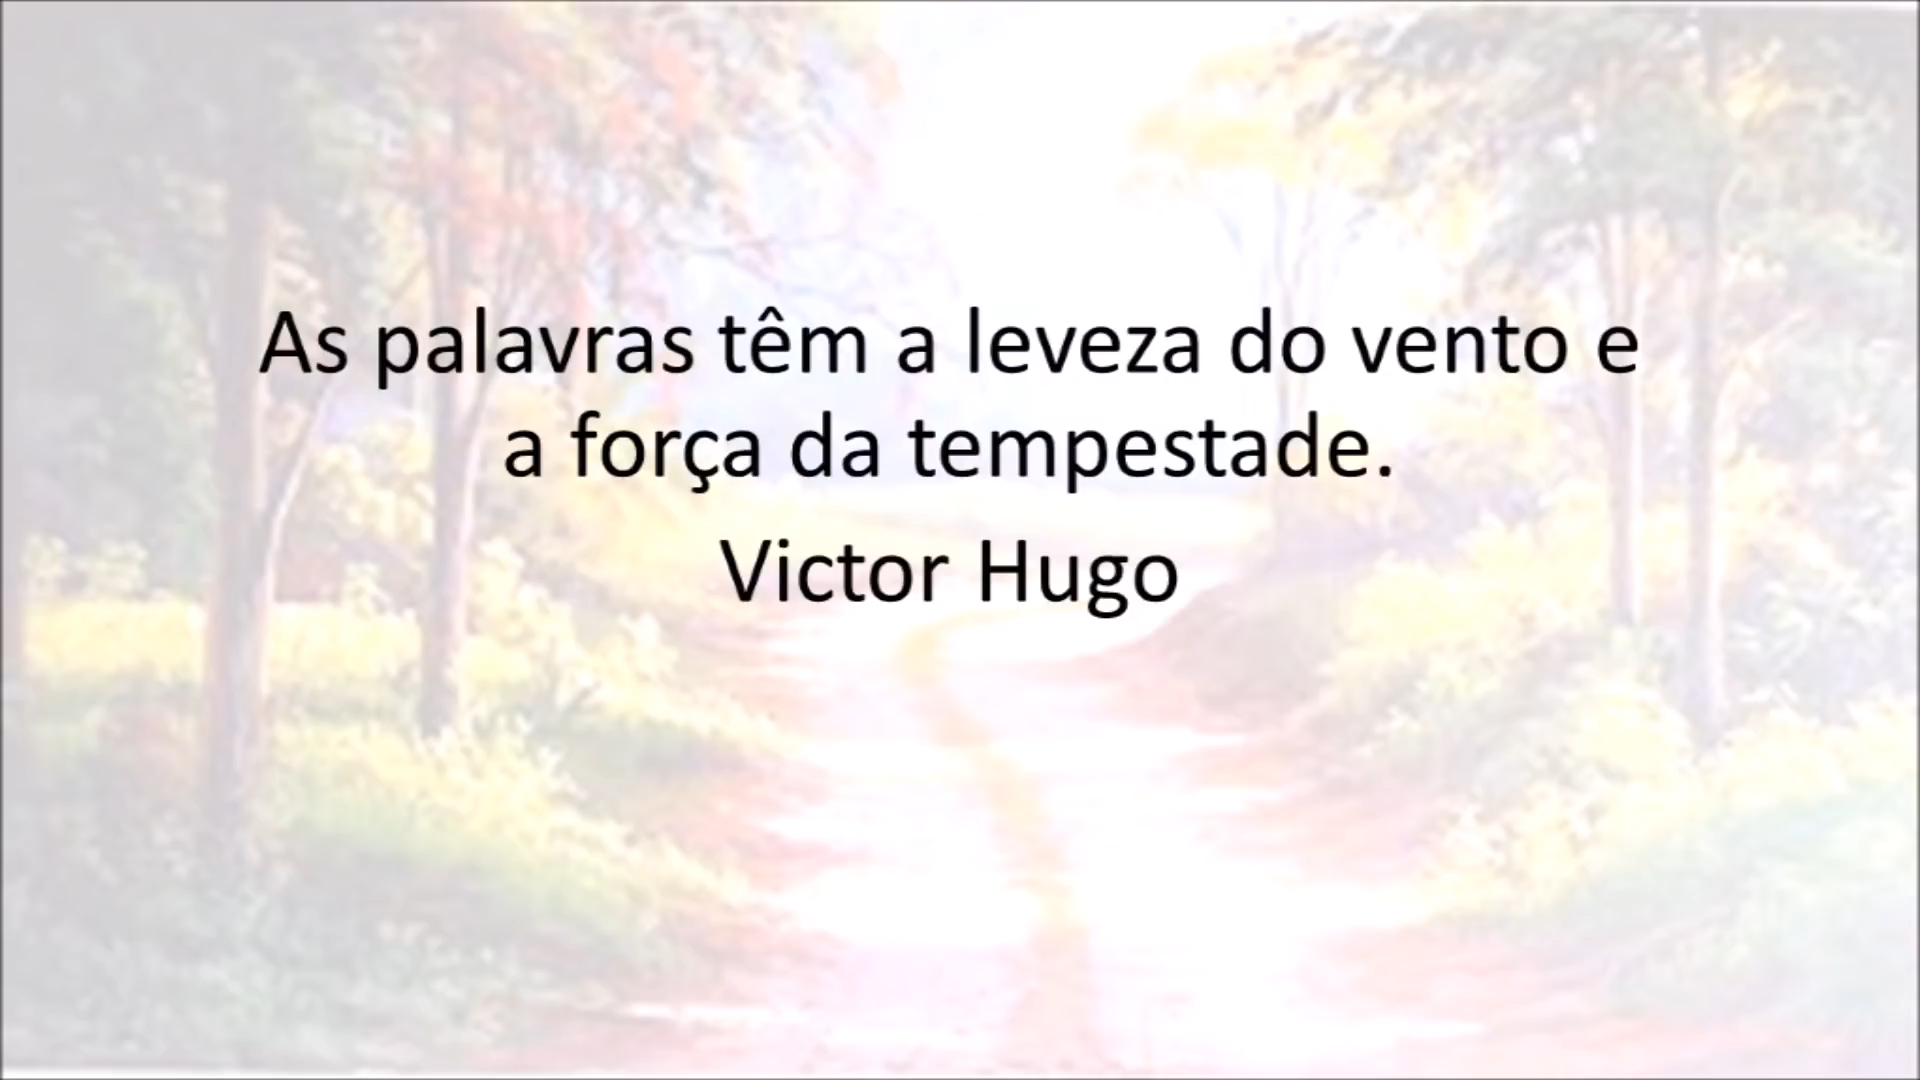 As palavras têm a leveza do vento e
a força da tempestade.
Victor Hugo